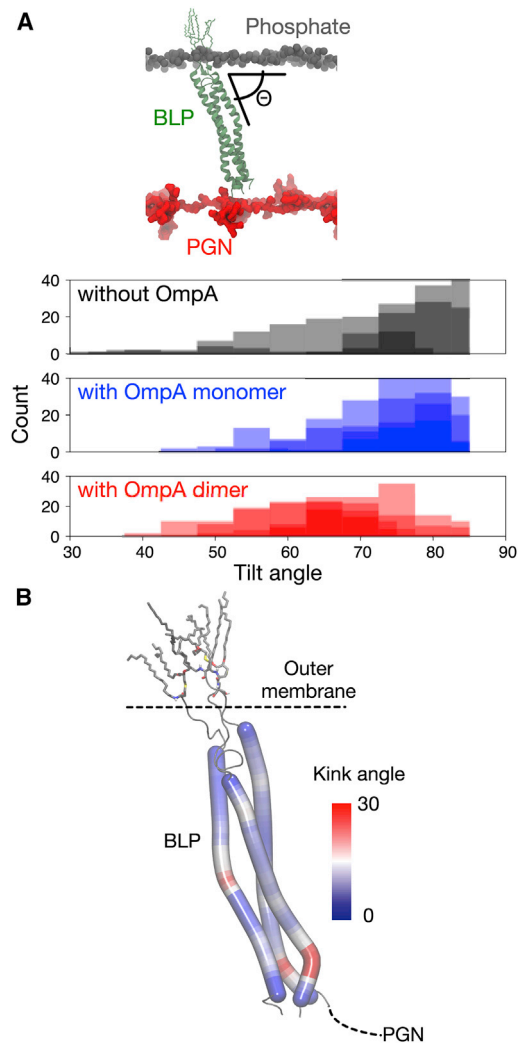 A
Phosphate
Θ
BLP
PGN
40
without OmpA
20
0
40
with OmpA monomer
20
0
Count
40
with OmpA dimer
20
0
30 40 50 60 70 80 90
Tilt angle
B
Outer
membrane
Kink angle
30
BLP
0
PGN